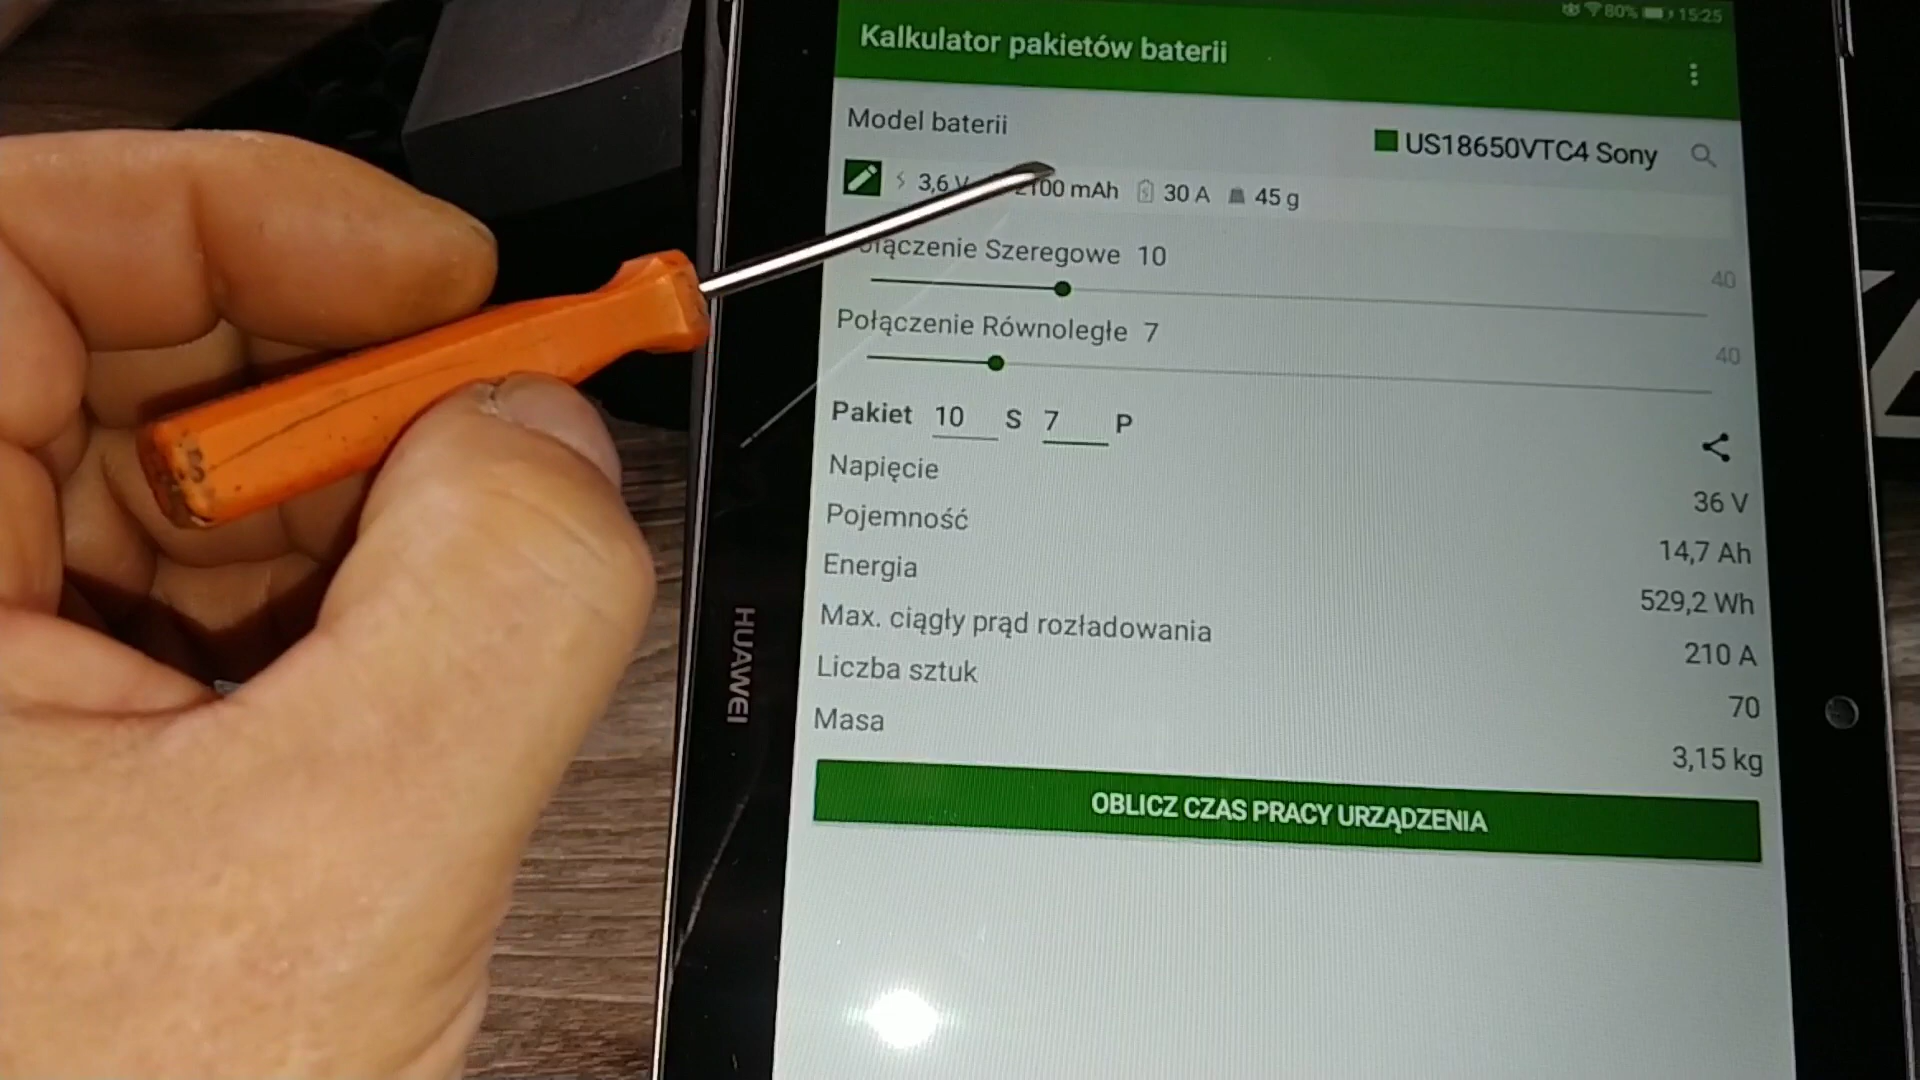 80% 15:25
Kalkulator pakietów baterii
Model baterii
US18650VTC4 Sony
3,6 V 2100 mAh 30 A 45 g
Połączenie Szeregowe 10
40
Połączenie Równoległe 7
40
Pakiet 10 S 7 P
Napięcie
36 V
Pojemność
14,7 Ah
Energia
529,2 Wh
Max. ciągły prąd rozładowania
210 A
Liczba sztuk
70
Masa
3,15 kg
OBLICZ CZAS PRACY URZĄDZENIA
HUAWEI